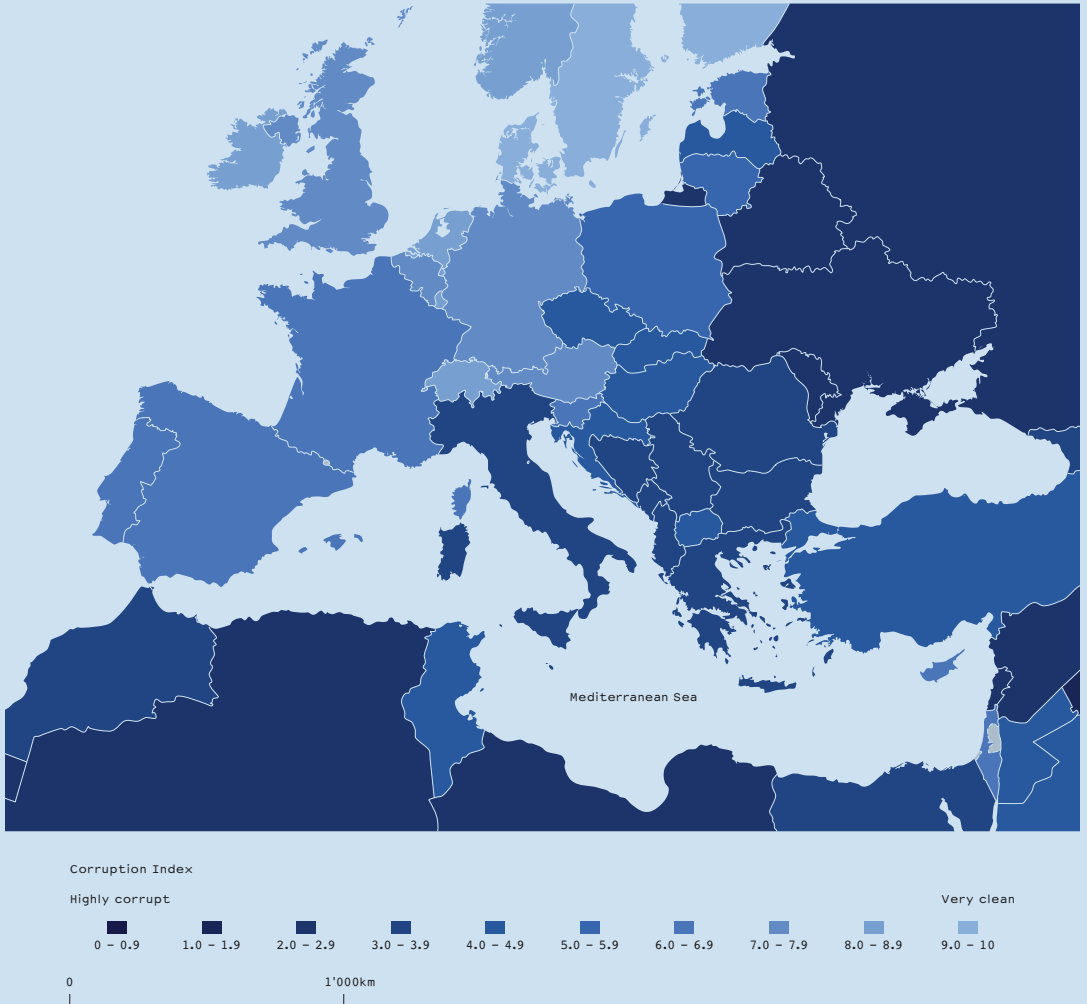 Mediterranean Sea
Corruption Index
Highly corrupt Very clean
0 – 0.9 1.0 – 1.9 2.0 – 2.9 3.0 – 3.9 4.0 – 4.9 5.0 – 5.9 6.0 – 6.9 7.0 – 7.9 8.0 – 8.9 9.0 – 10
0 1'000km